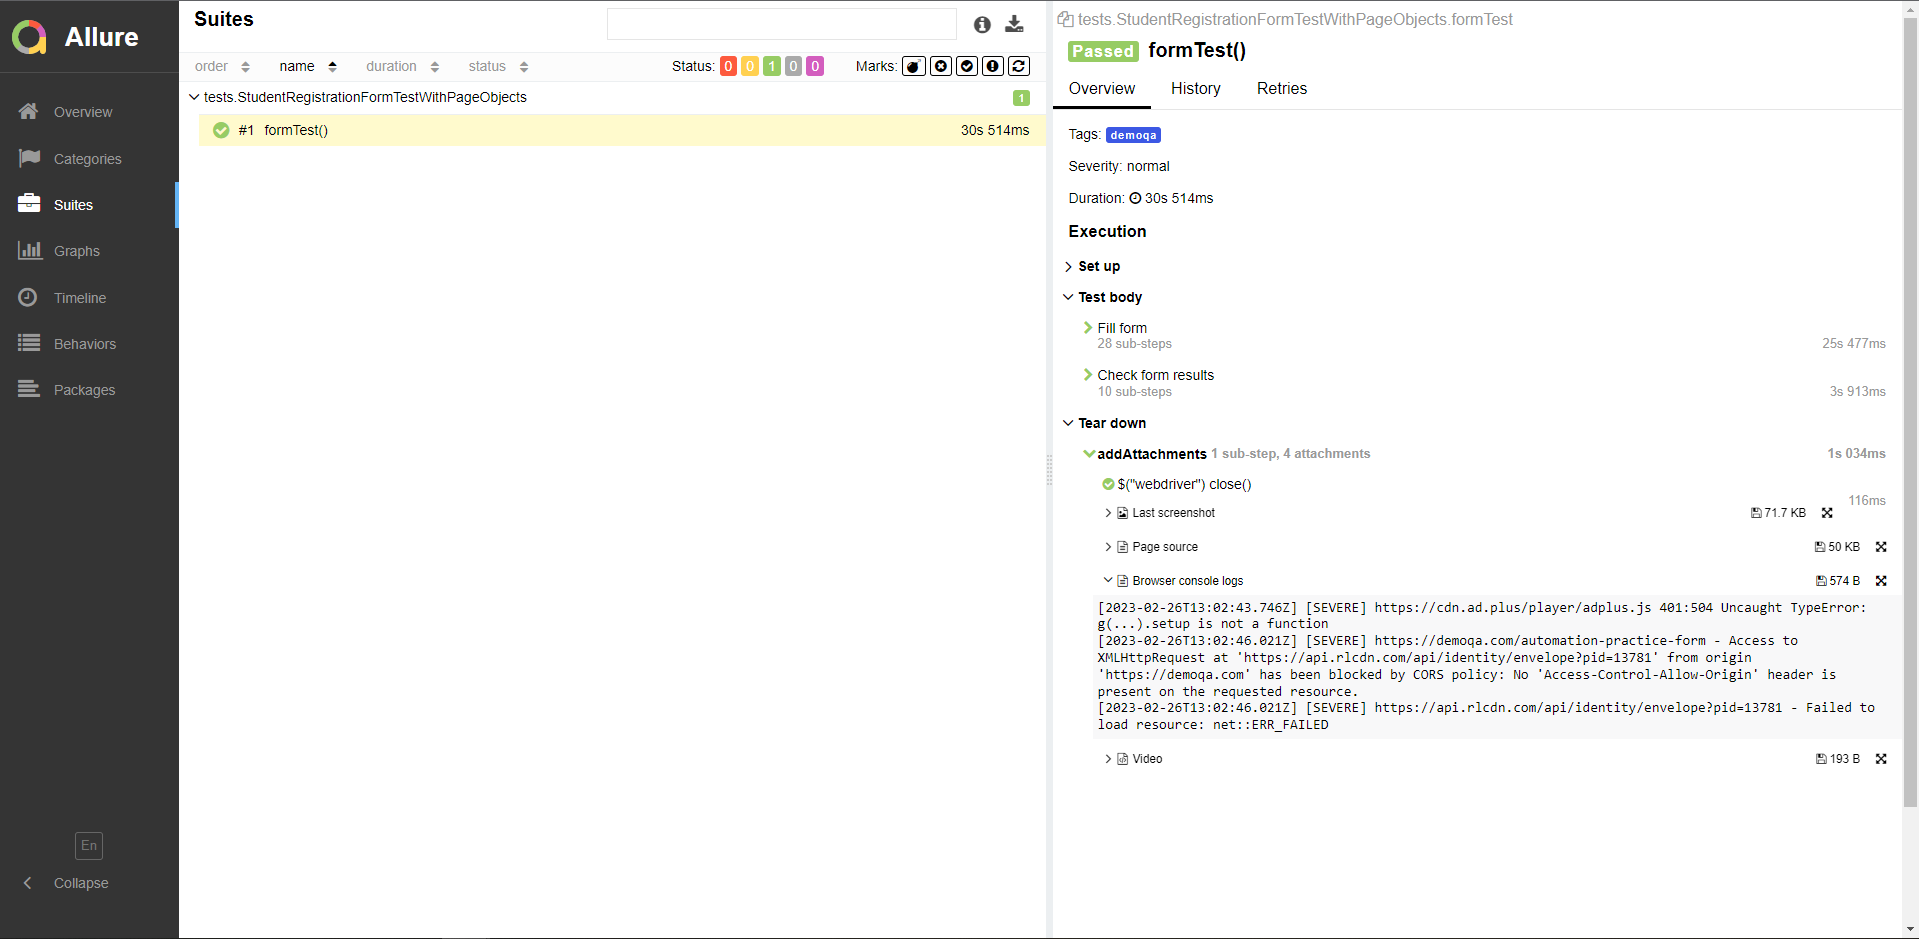 Allure
Overview
Categories
Suites
Graphs
Timeline
Behaviors
Packages
En
Collapse
Suites
order name duration status Status: 0 0 1 0 0 Marks:
tests.StudentRegistrationFormTestWithPageObjects 1
#1 formTest() 30s 514ms
tests.StudentRegistrationFormTestWithPageObjects.formTest
Passed formTest()
Overview History Retries
Tags: demoqa
Severity: normal
Duration: 30s 514ms
Execution
Set up
Test body
Fill form
28 sub-steps 25s 477ms
Check form results
10 sub-steps 3s 913ms
Tear down
addAttachments 1 sub-step, 4 attachments 1s 034ms
$("webdriver") close()
116ms
Last screenshot 71.7 KB
Page source 50 KB
Browser console logs 574 B
[2023-02-26T13:02:43.746Z] [SEVERE] https://cdn.ad.plus/player/adplus.js 401:504 Uncaught TypeError:
g(...).setup is not a function
[2023-02-26T13:02:46.021Z] [SEVERE] https://demoqa.com/automation-practice-form - Access to
XMLHttpRequest at 'https://api.rlcdn.com/api/identity/envelope?pid=13781' from origin
'https://demoqa.com' has been blocked by CORS policy: No 'Access-Control-Allow-Origin' header is
present on the requested resource.
[2023-02-26T13:02:46.021Z] [SEVERE] https://api.rlcdn.com/api/identity/envelope?pid=13781 - Failed to
load resource: net::ERR_FAILED
Video 193 B